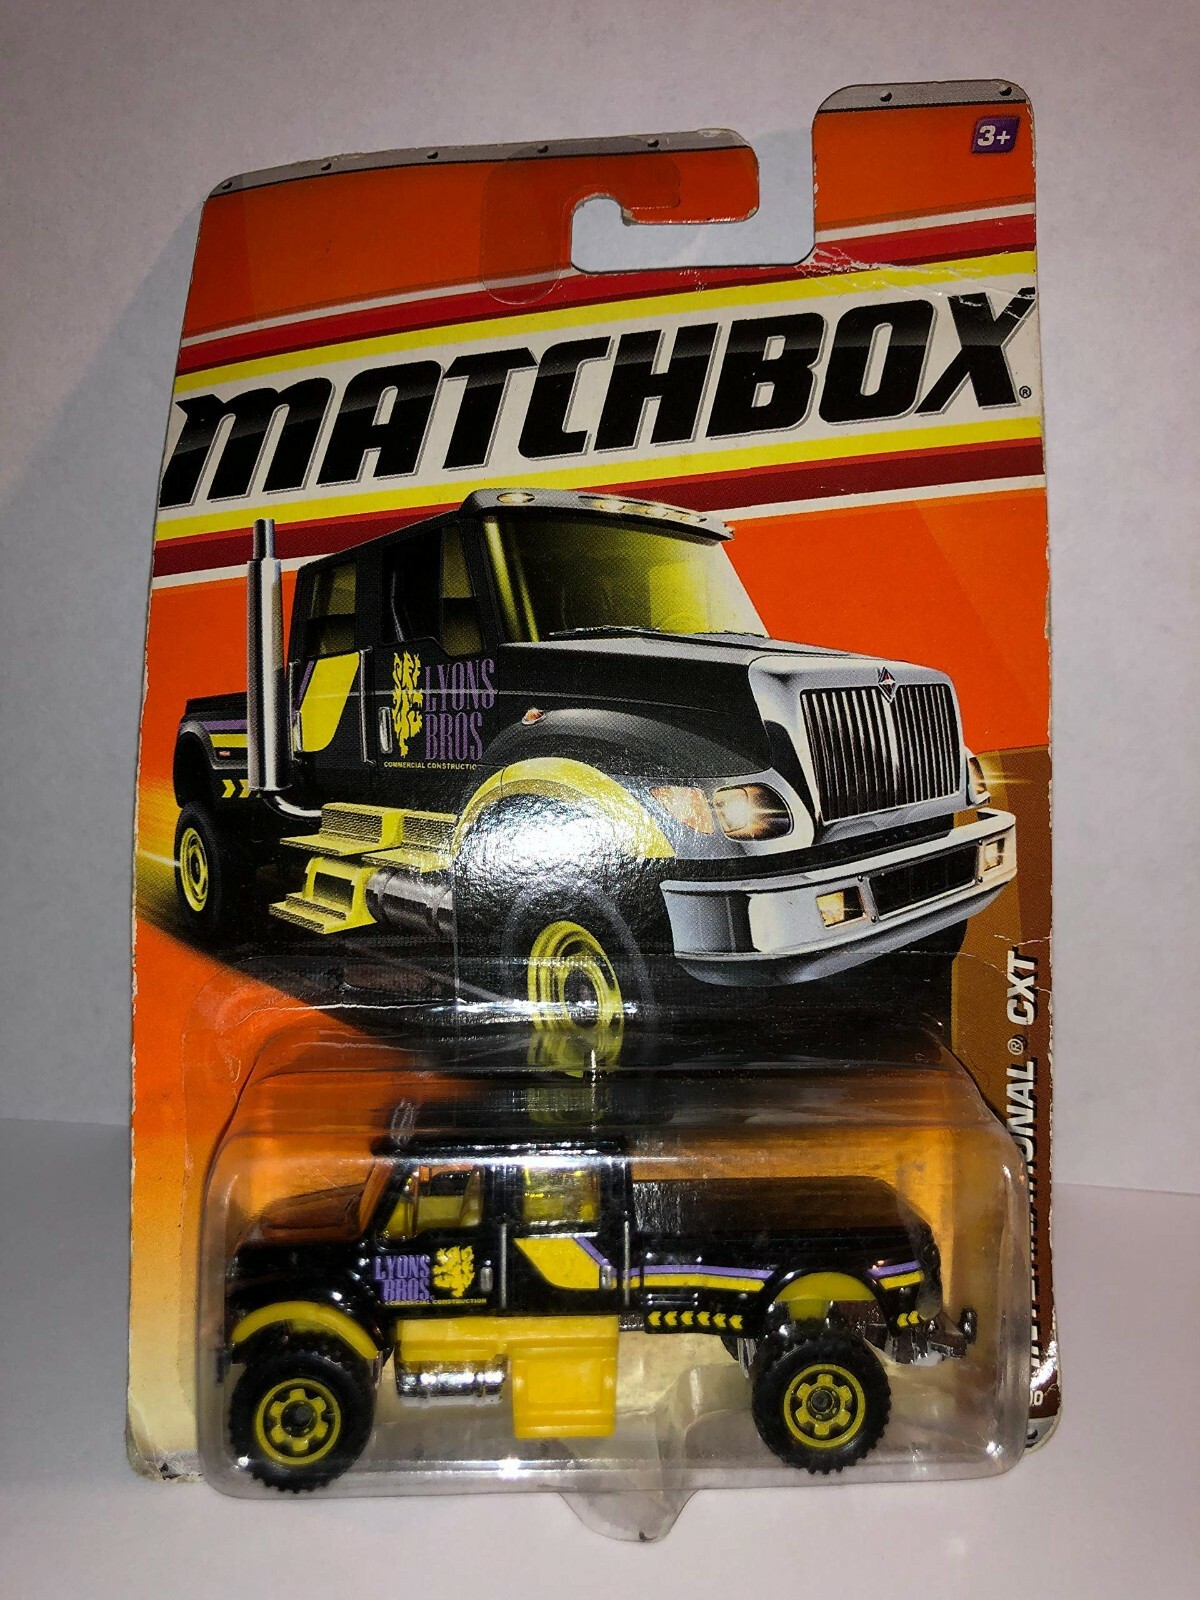 3+
MATCHBOX®
LYONS
BROS
COMMERCIAL CONSTRUCTION
CXT
LYONS
BROS.
COMMERCIAL CONSTRUCTION